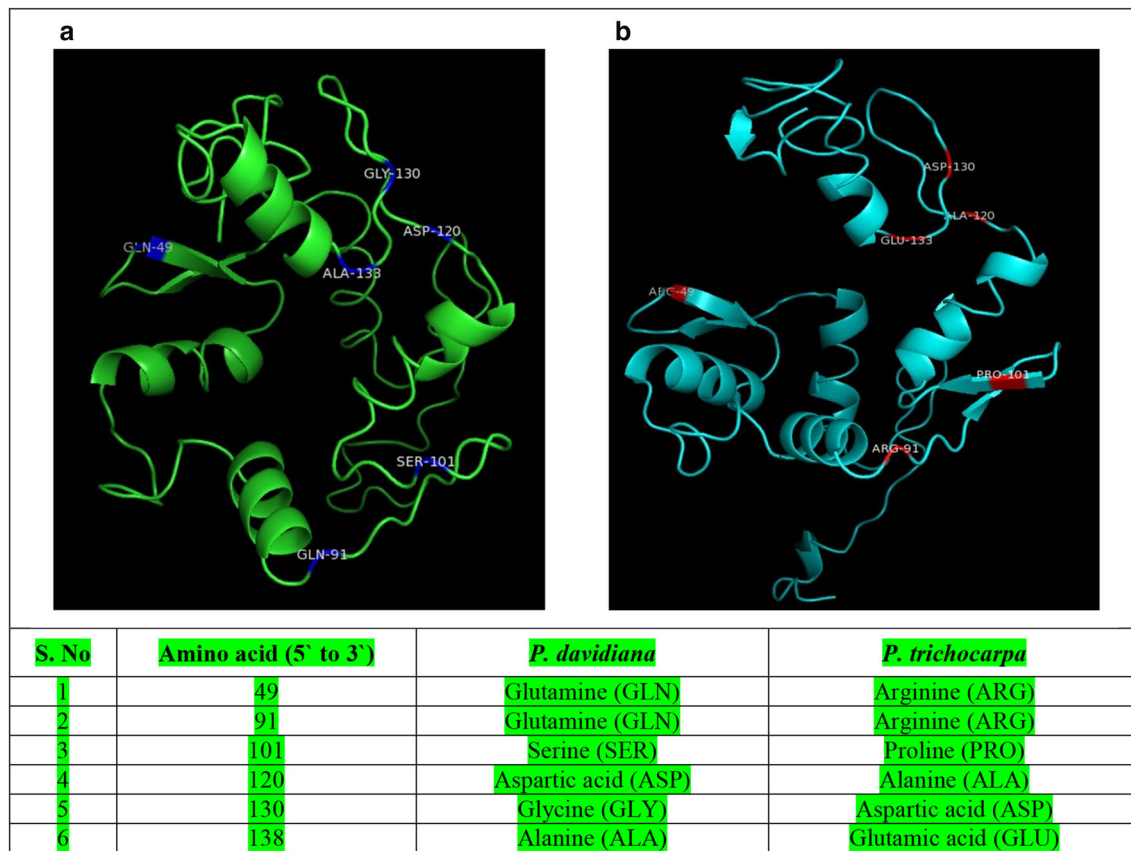 a
b
GLY-130
ASP-120
GLN-49
ALA-133
SER-101
GLN-91
ASP-130
ALA-120
GLU-133
ARG-49
PRO-101
ARG-91
S. No Amino acid (5` to 3`) P. davidiana P. trichocarpa
1 49 Glutamine (GLN) Arginine (ARG)
2 91 Glutamine (GLN) Arginine (ARG)
3 101 Serine (SER) Proline (PRO)
4 120 Aspartic acid (ASP) Alanine (ALA)
5 130 Glycine (GLY) Aspartic acid (ASP)
6 138 Alanine (ALA) Glutamic acid (GLU)